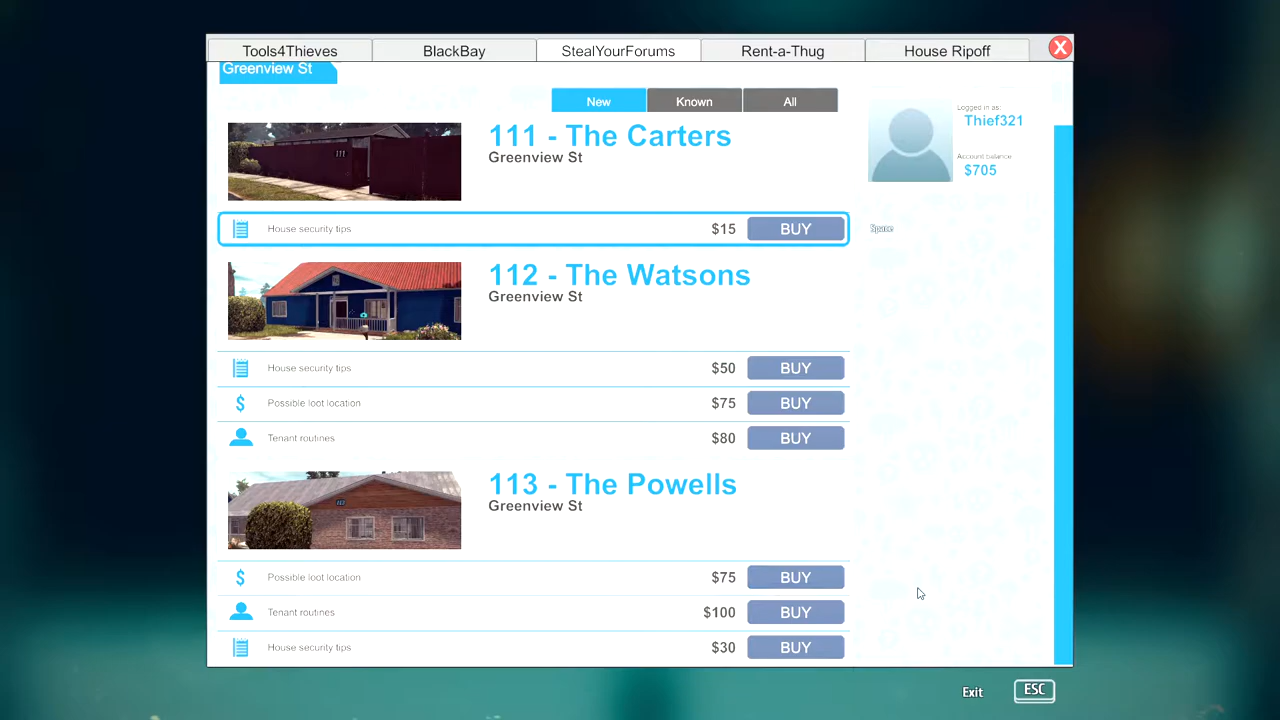 Tools4Thieves
BlackBay
StealYourForums
Rent-a-Thug
House Ripoff
X
Greenview St
New
Known
All
Logged in as:
Thief321
Account balance
$705
111
111 - The Carters
Greenview St
House security tips
$15
BUY
Space
112 - The Watsons
Greenview St
House security tips
$50
BUY
$
Possible loot location
$75
BUY
Tenant routines
$80
BUY
113 - The Powells
Greenview St
$
Possible loot location
$75
BUY
Tenant routines
$100
BUY
House security tips
$30
BUY
Exit
ESC